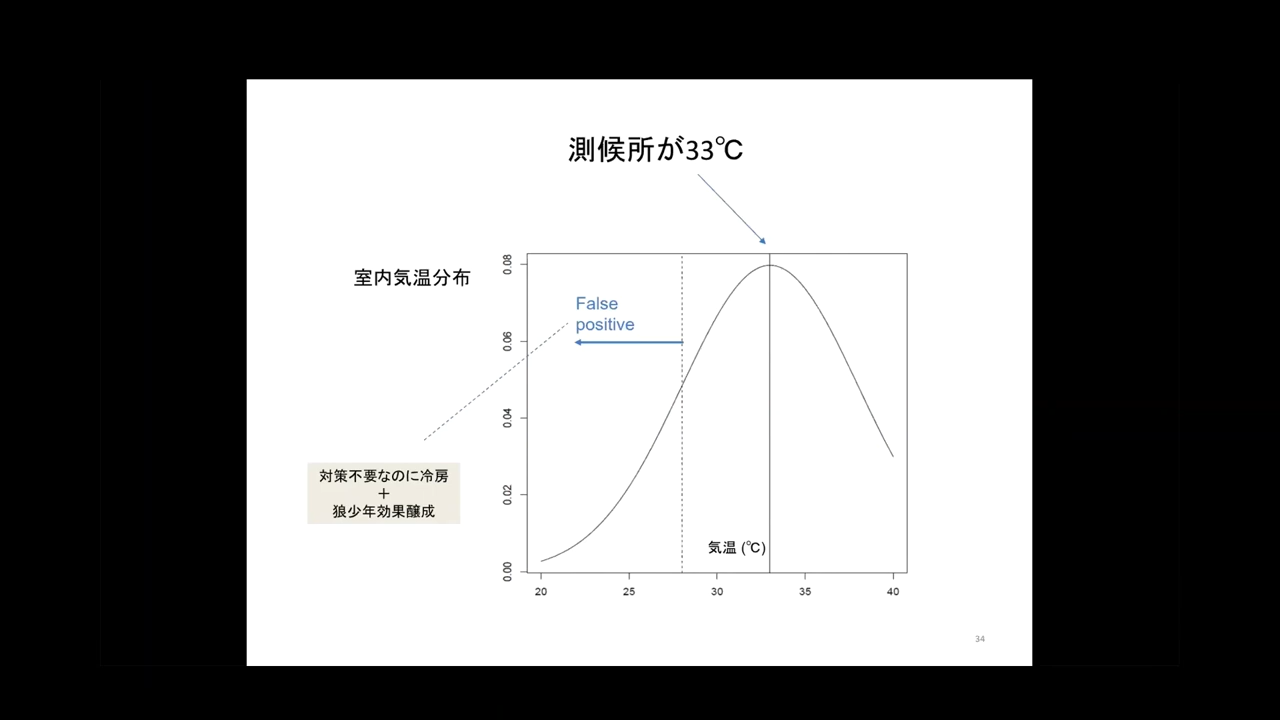 測候所が33℃
室内気温分布
False
positive
対策不要なのに冷房
＋
狼少年効果醸成
0.08
0.06
0.04
0.02
0.00
気温 (℃)
20 25 30 35 40
34